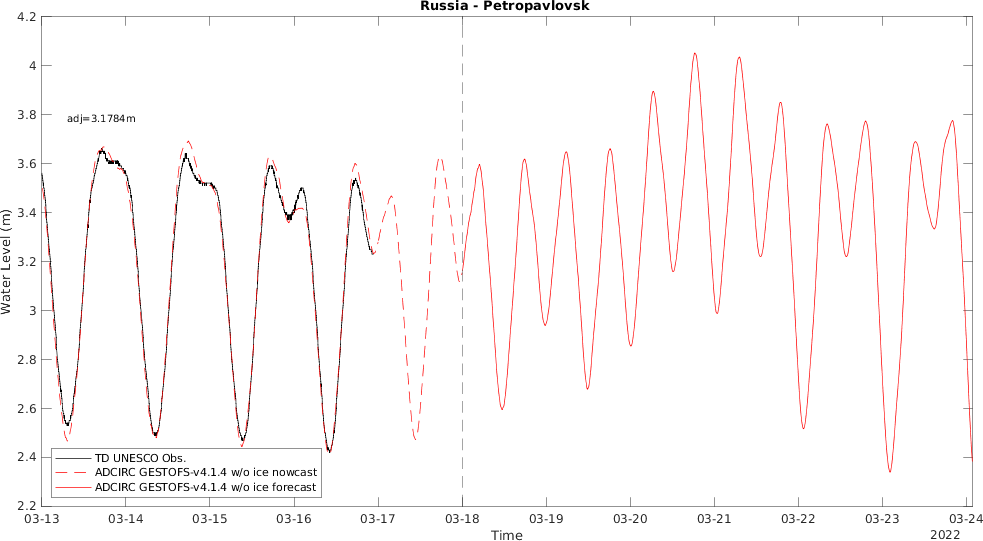 Russia - Petropavlovsk
4.2
4
3.8
3.6
3.4
3.2
3
2.8
2.6
2.4
2.2
Water Level (m)
adj=3.1784m
TD UNESCO Obs.
ADCIRC GESTOFS-v4.1.4 w/o ice nowcast
ADCIRC GESTOFS-v4.1.4 w/o ice forecast
03-13 03-14 03-15 03-16 03-17 03-18 03-19 03-20 03-21 03-22 03-23 03-24
Time
2022